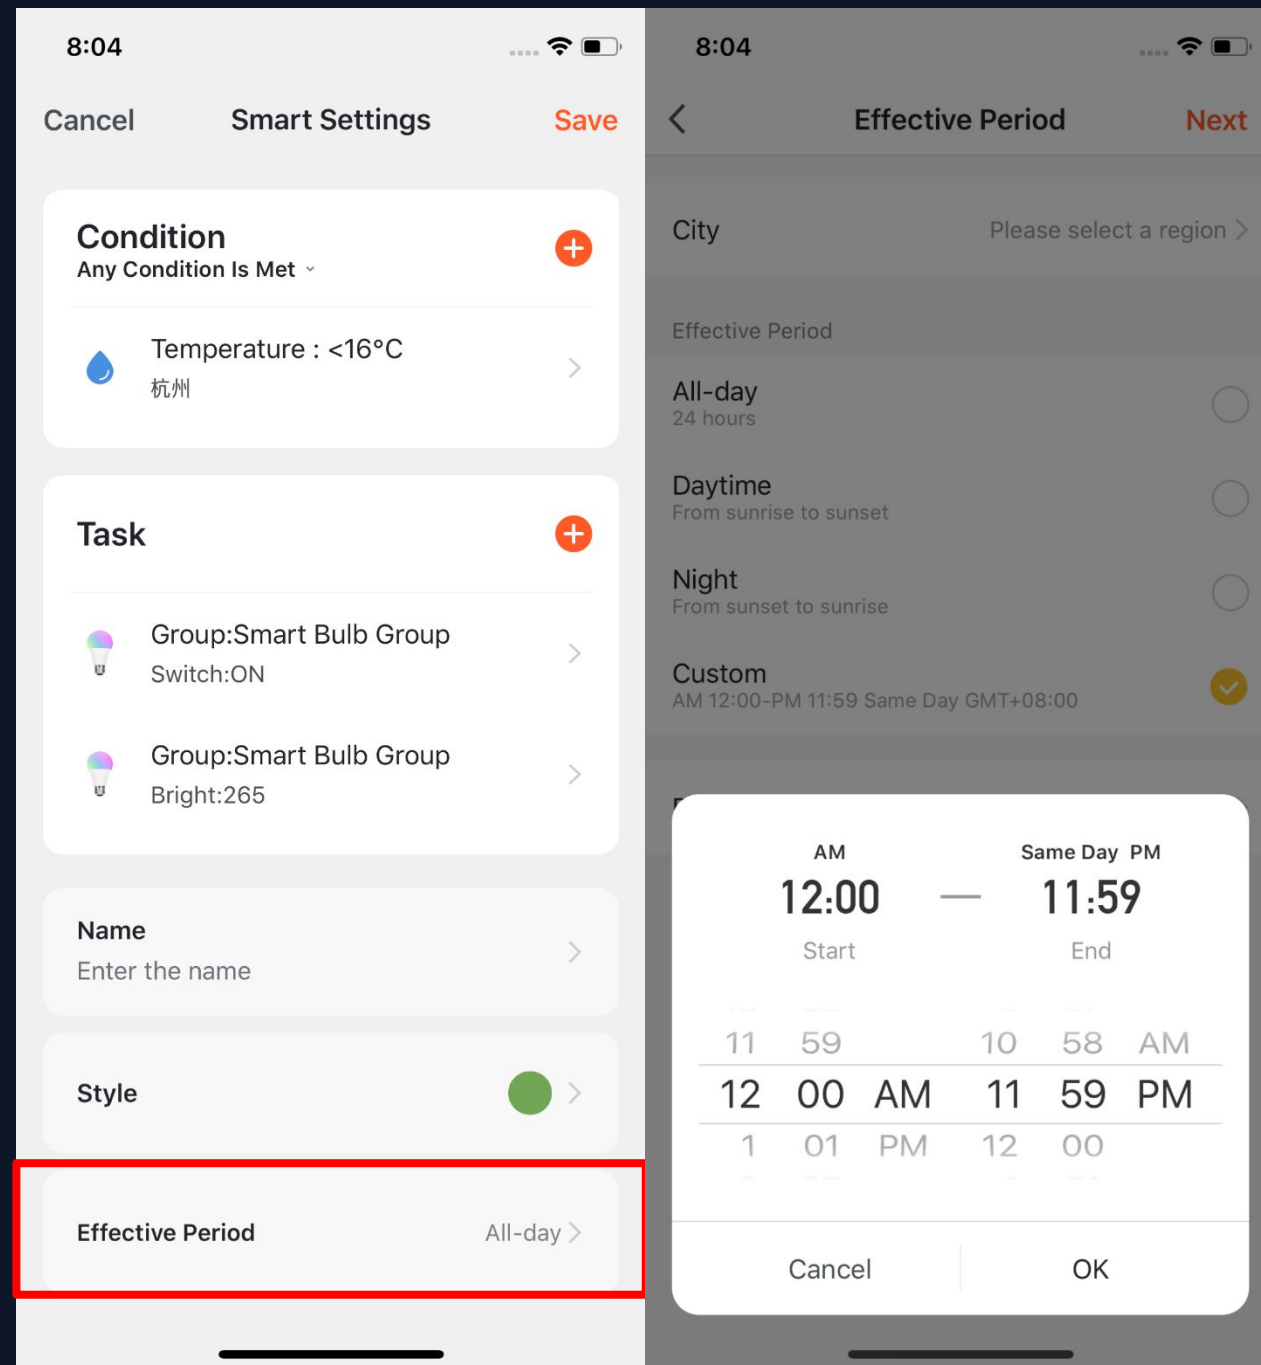 8:04
Cancel Smart Settings Save
Condition
Any Condition Is Met
Temperature : <16°C
杭州
Task
Group:Smart Bulb Group
Switch:ON
Group:Smart Bulb Group
Bright:265
Name
Enter the name
Style
Effective Period All-day
8:04
Effective Period Next
City Please select a region
Effective Period
All-day
24 hours
Daytime
From sunrise to sunset
Night
From sunset to sunrise
Custom
AM 12:00-PM 11:59 Same Day GMT+08:00
AM Same Day PM
12:00 — 11:59
Start End
11 59 10 58 AM
12 00 AM 11 59 PM
1 01 PM 12 00
Cancel OK